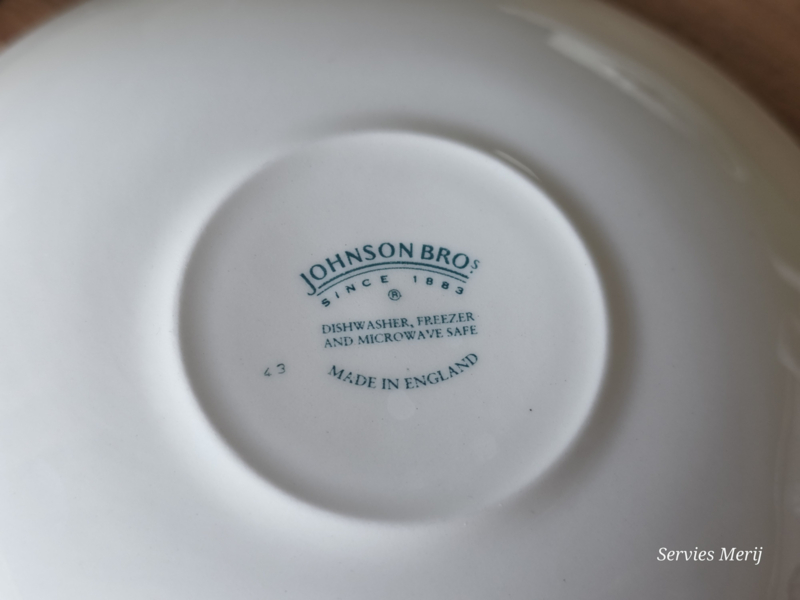 JOHNSON BROS
SINCE 1883
®
DISHWASHER, FREEZER
AND MICROWAVE SAFE
43
MADE IN ENGLAND
Servies Merij